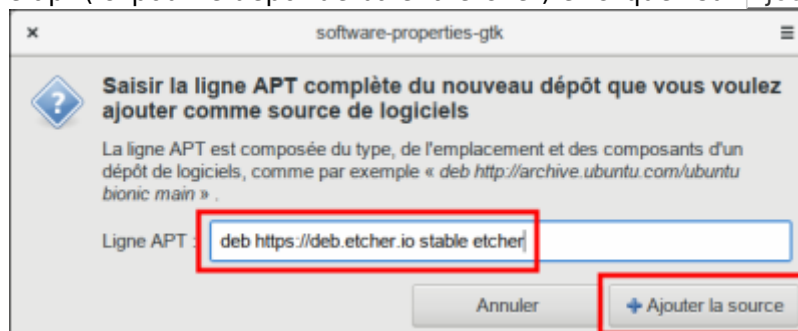 software-properties-gtk
Saisir la ligne APT complète du nouveau dépôt que vous voulez
ajouter comme source de logiciels
La ligne APT est composée du type, de l'emplacement et des composants d'un
dépôt de logiciels, comme par exemple « deb http://archive.ubuntu.com/ubuntu
bionic main » .
Ligne APT : deb https://deb.etcher.io stable etcher
Annuler
Ajouter la source